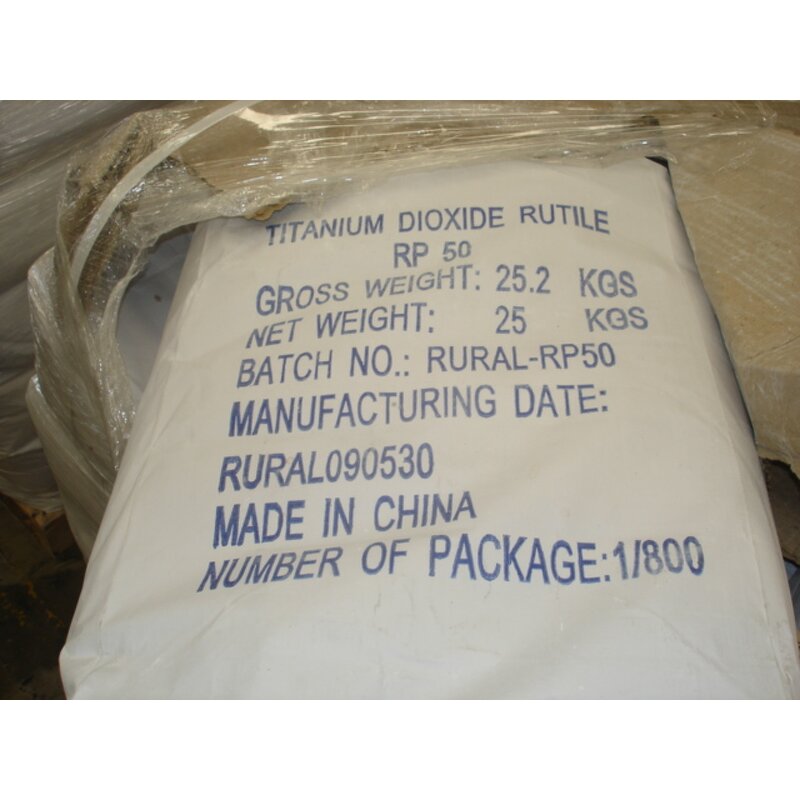 TITANIUM DIOXIDE RUTILE
RP 50
GROSS WEIGHT: 25.2 KGS
NET WEIGHT: 25 KGS
BATCH NO.: RURAL-RP50
MANUFACTURING DATE:
RURAL090530
MADE IN CHINA
NUMBER OF PACKAGE:1/800